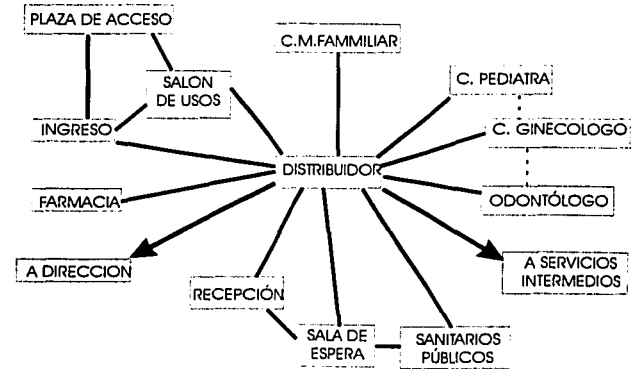 PLAZA DE ACCESO
C.M.FAMMILIAR
SALON
DE USOS
C. PEDIATRA
INGRESO
C. GINECOLOGO
DISTRIBUIDOR
FARMACIA
ODONTÓLOGO
A DIRECCION
A SERVICIOS
INTERMEDIOS
RECEPCIÓN
SALA DE
ESPERA
SANITARIOS
PÚBLICOS